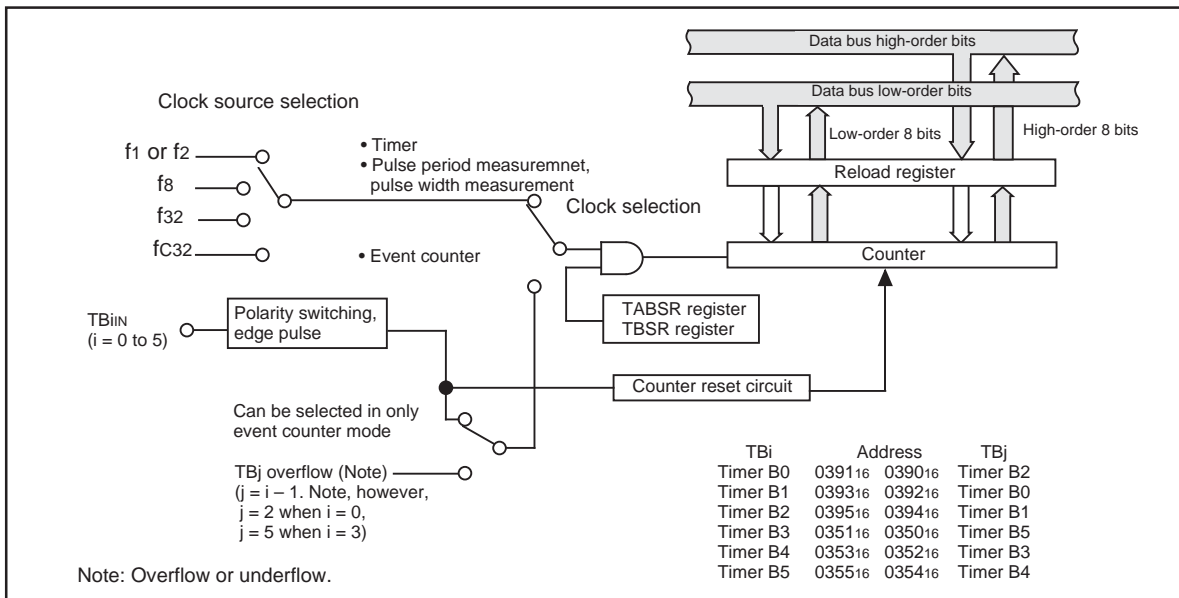 Data bus high-order bits
Data bus low-order bits
Clock source selection
Low-order 8 bits
High-order 8 bits
f1 or f2
f8
f32
fC32
• Timer
• Pulse period measuremnet,
pulse width measurement
Reload register
Clock selection
• Event counter
Counter
TABSR register
TBSR register
TBiIN
(i = 0 to 5)
Polarity switching,
edge pulse
Counter reset circuit
Can be selected in only
event counter mode
TBj overflow (Note)
(j = i – 1. Note, however,
j = 2 when i = 0,
j = 5 when i = 3)
TBi Address TBj
Timer B0 039116 039016 Timer B2
Timer B1 039316 039216 Timer B0
Timer B2 039516 039416 Timer B1
Timer B3 035116 035016 Timer B5
Timer B4 035316 035216 Timer B3
Timer B5 035516 035416 Timer B4
Note: Overflow or underflow.